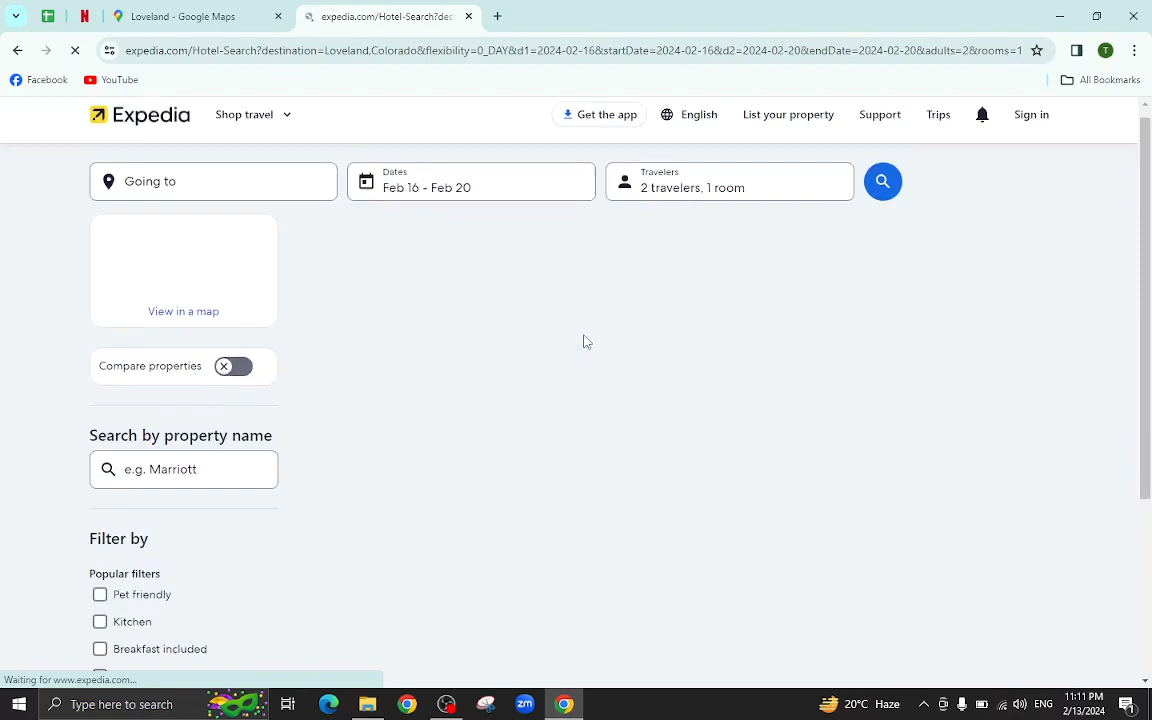 Loveland - Google Maps
expedia.com/Hotel-Search?des
expedia.com/Hotel-Search?destination=Loveland,Colorado&flexibility=0_DAY&d1=2024-02-16&startDate=2024-02-16&d2=2024-02-20&endDate=2024-02-20&adults=2&rooms=1
T
Facebook
YouTube
All Bookmarks
Expedia
Shop travel
Get the app
English
List your property
Support
Trips
Sign in
Going to
Dates
Feb 16 - Feb 20
Travelers
2 travelers, 1 room
View in a map
Compare properties
Search by property name
e.g. Marriott
Filter by
Popular filters
Pet friendly
Kitchen
Breakfast included
Waiting for www.expedia.com...
Type here to search
zm
20°C Haze
ENG
11:11 PM
2/13/2024
1